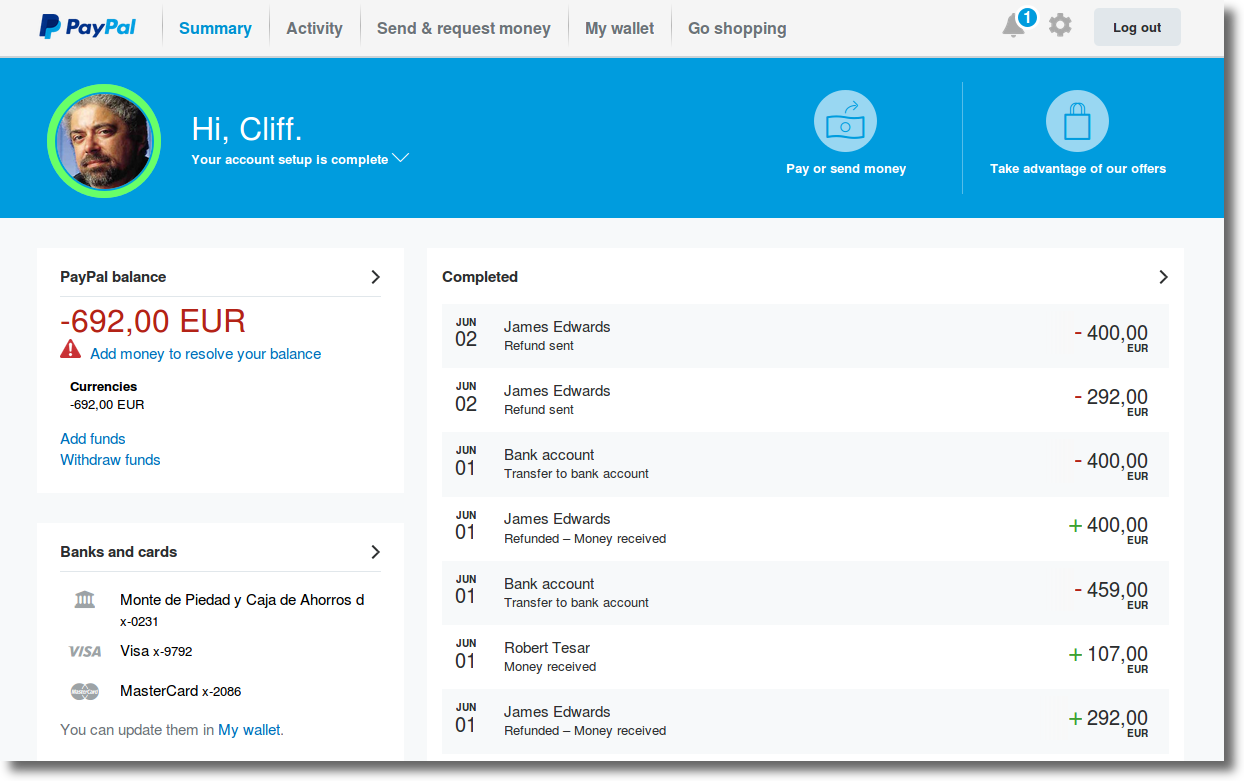 PayPal
Summary
Activity
Send & request money
My wallet
Go shopping
1
Log out
Hi, Cliff.
Your account setup is complete
Pay or send money
Take advantage of our offers
PayPal balance
-692,00 EUR
Add money to resolve your balance
Currencies
-692,00 EUR
Add funds
Withdraw funds
Banks and cards
Monte de Piedad y Caja de Ahorros d
x-0231
VISA
Visa x-9792
MasterCard
MasterCard x-2086
You can update them in My wallet.
Completed
JUN
02
James Edwards
Refund sent
- 400,00
EUR
JUN
02
James Edwards
Refund sent
- 292,00
EUR
JUN
01
Bank account
Transfer to bank account
- 400,00
EUR
JUN
01
James Edwards
Refunded – Money received
+ 400,00
EUR
JUN
01
Bank account
Transfer to bank account
- 459,00
EUR
JUN
01
Robert Tesar
Money received
+ 107,00
EUR
JUN
01
James Edwards
Refunded – Money received
+ 292,00
EUR